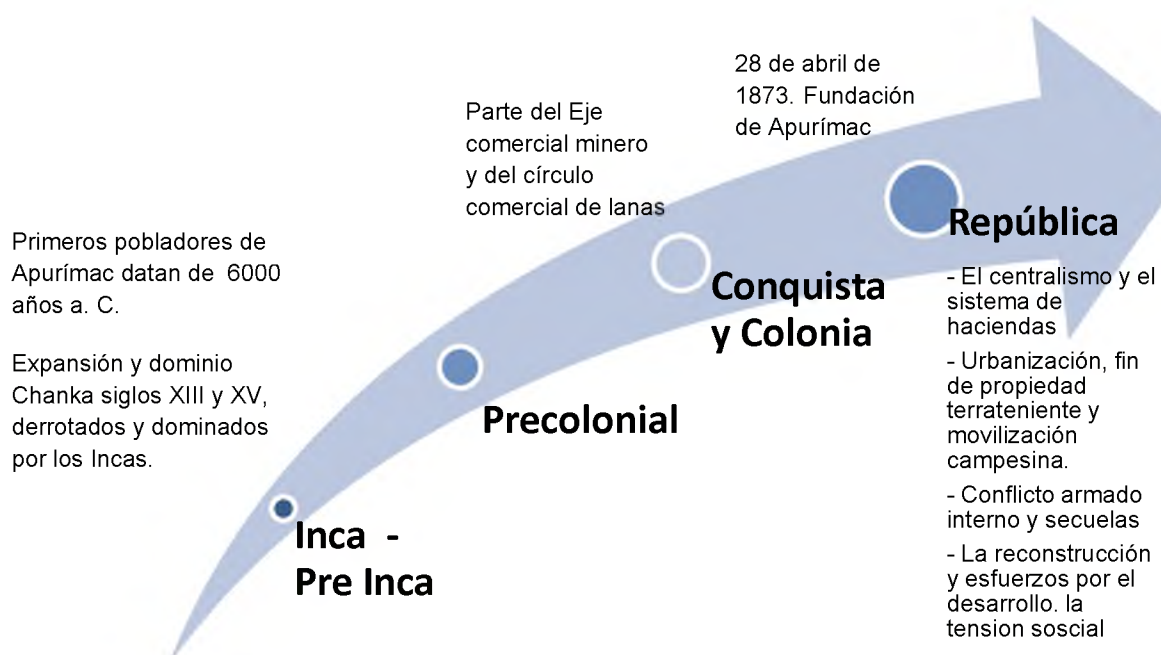 Primeros pobladores de
Apurímac datan de 6000
años a. C.
Expansión y dominio
Chanka siglos XIII y XV,
derrotados y dominados
por los Incas.
Inca -
Pre Inca
Precolonial
Parte del Eje
comercial minero
y del círculo
comercial de lanas
Conquista
y Colonia
28 de abril de
1873. Fundación
de Apurímac
República
- El centralismo y el
sistema de
haciendas
- Urbanización, fin
de propiedad
terrateniente y
movilización
campesina.
- Conflicto armado
interno y secuelas
- La reconstrucción
y esfuerzos por el
desarrollo. la
tension soscial